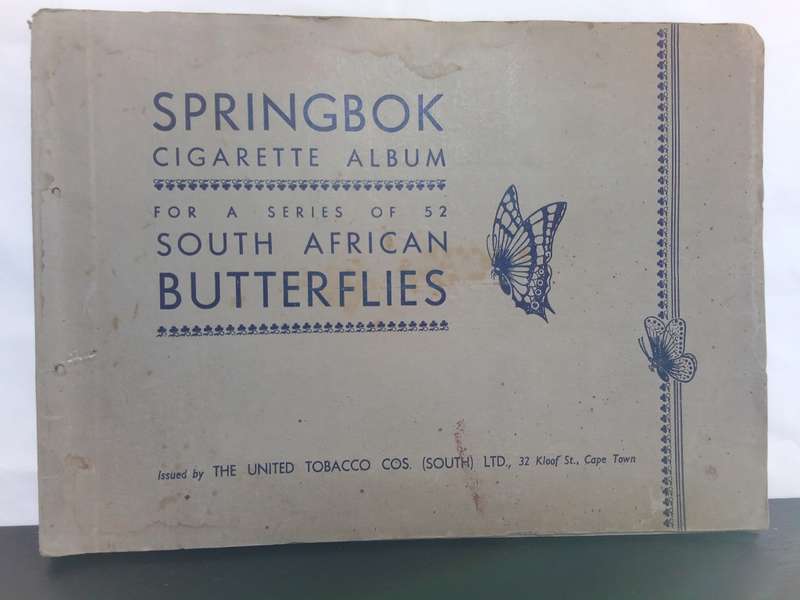 SPRINGBOK
CIGARETTE ALBUM
FOR A SERIES OF 52
SOUTH AFRICAN
BUTTERFLIES
Issued by THE UNITED TOBACCO COS. (SOUTH) LTD., 32 Kloof St., Cape Town